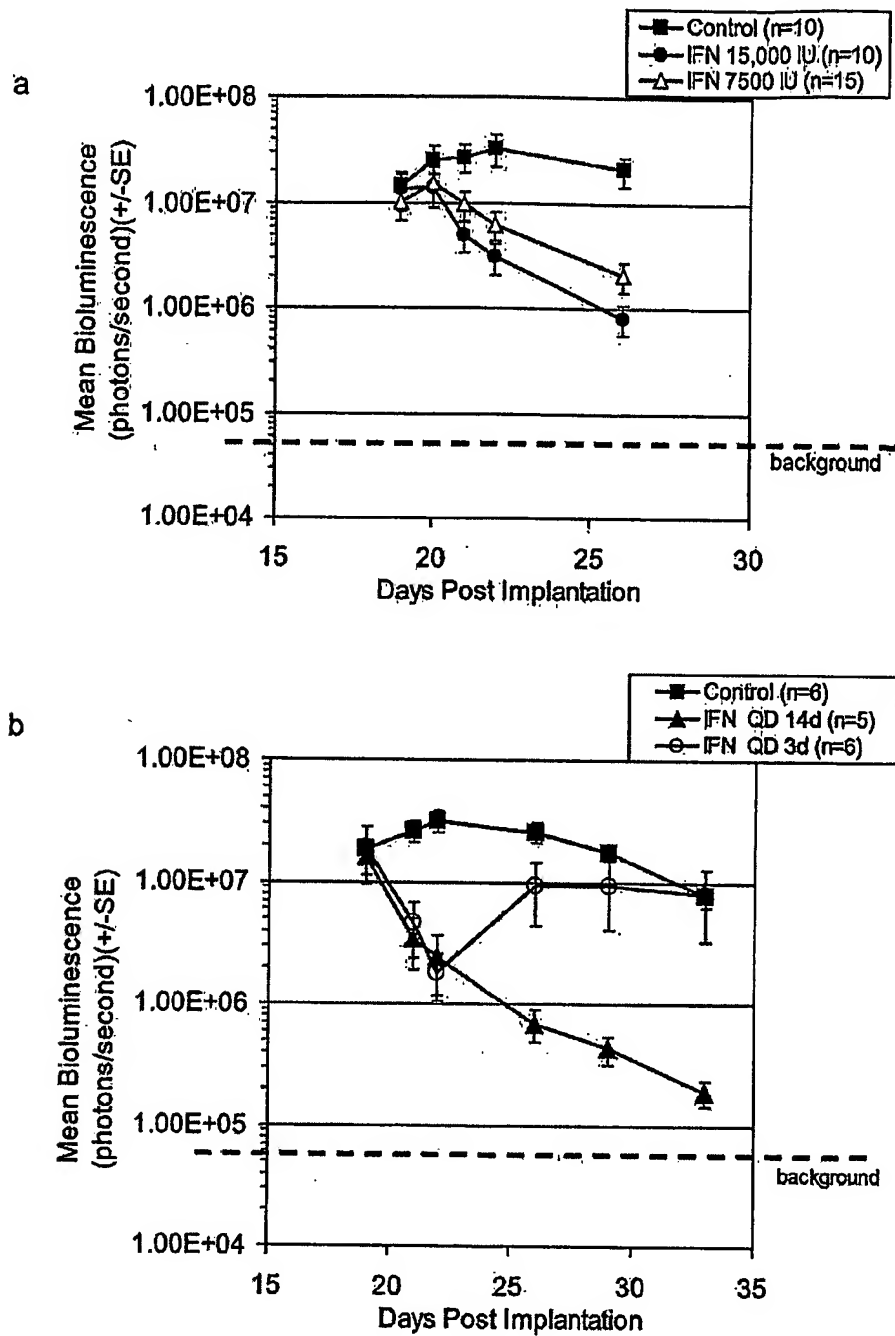 a
Control (n=10)
IFN 15,000 IU (n=10)
IFN 7500 IU (n=15)
1.00E+08
1.00E+07
1.00E+06
1.00E+05
1.00E+04
Mean Bioluminescence
(photons/second)(+/-SE)
background
15 20 25 30
Days Post Implantation
b
Control (n=6)
IFN QD 14d (n=5)
IFN QD 3d (n=6)
1.00E+08
1.00E+07
1.00E+06
1.00E+05
1.00E+04
Mean Bioluminescence
(photons/second)(+/-SE)
background
15 20 25 30 35
Days Post Implantation